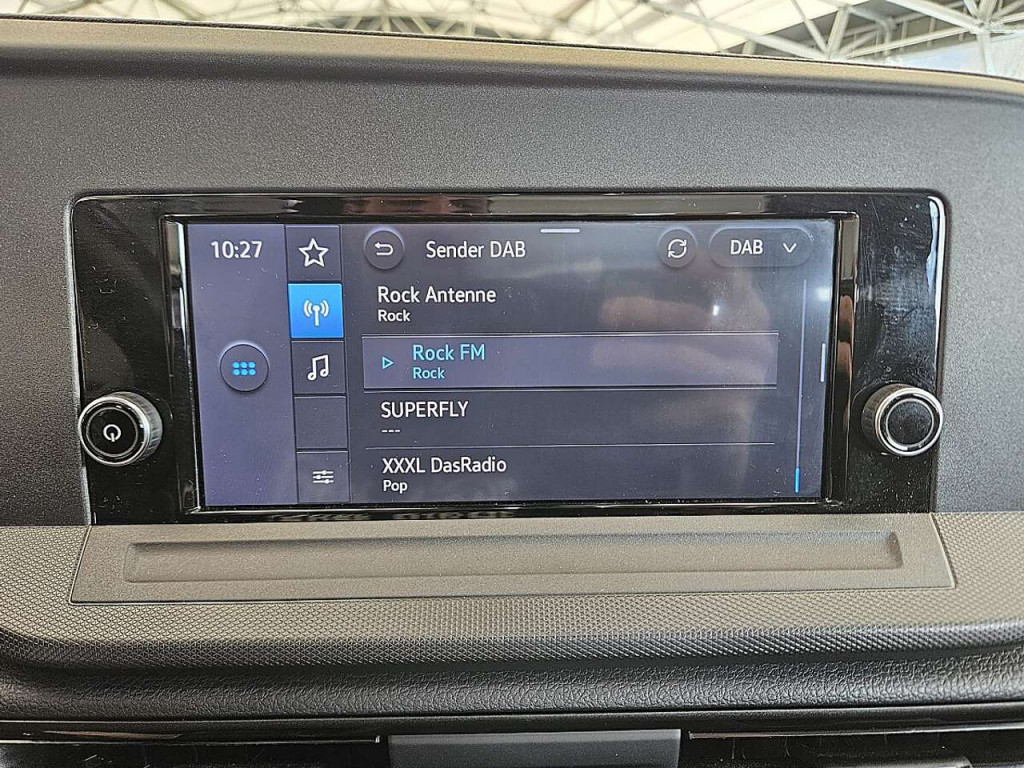 10:27
Sender DAB
DAB
Rock Antenne
Rock
Rock FM
Rock
SUPERFLY
---
XXXL DasRadio
Pop